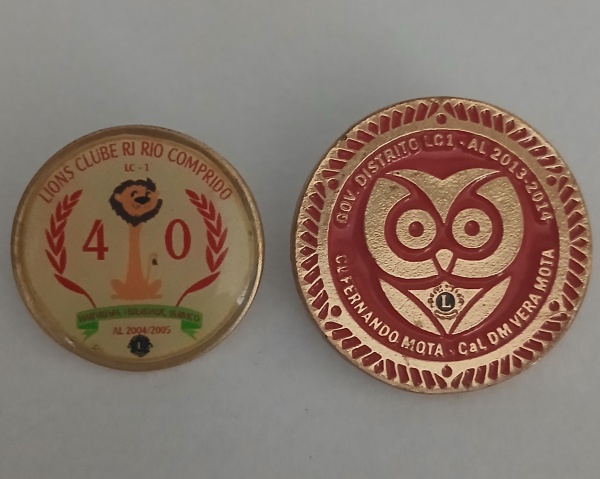 LIONS CLUBE RJ RIO COMPRIDO
LC - 1
4 0
AL 2004/2005
L
GOV. DISTRITO LC1 - AL 2013-2014
L
CL FERNANDO MOTA - CaL DM VERA MOTA